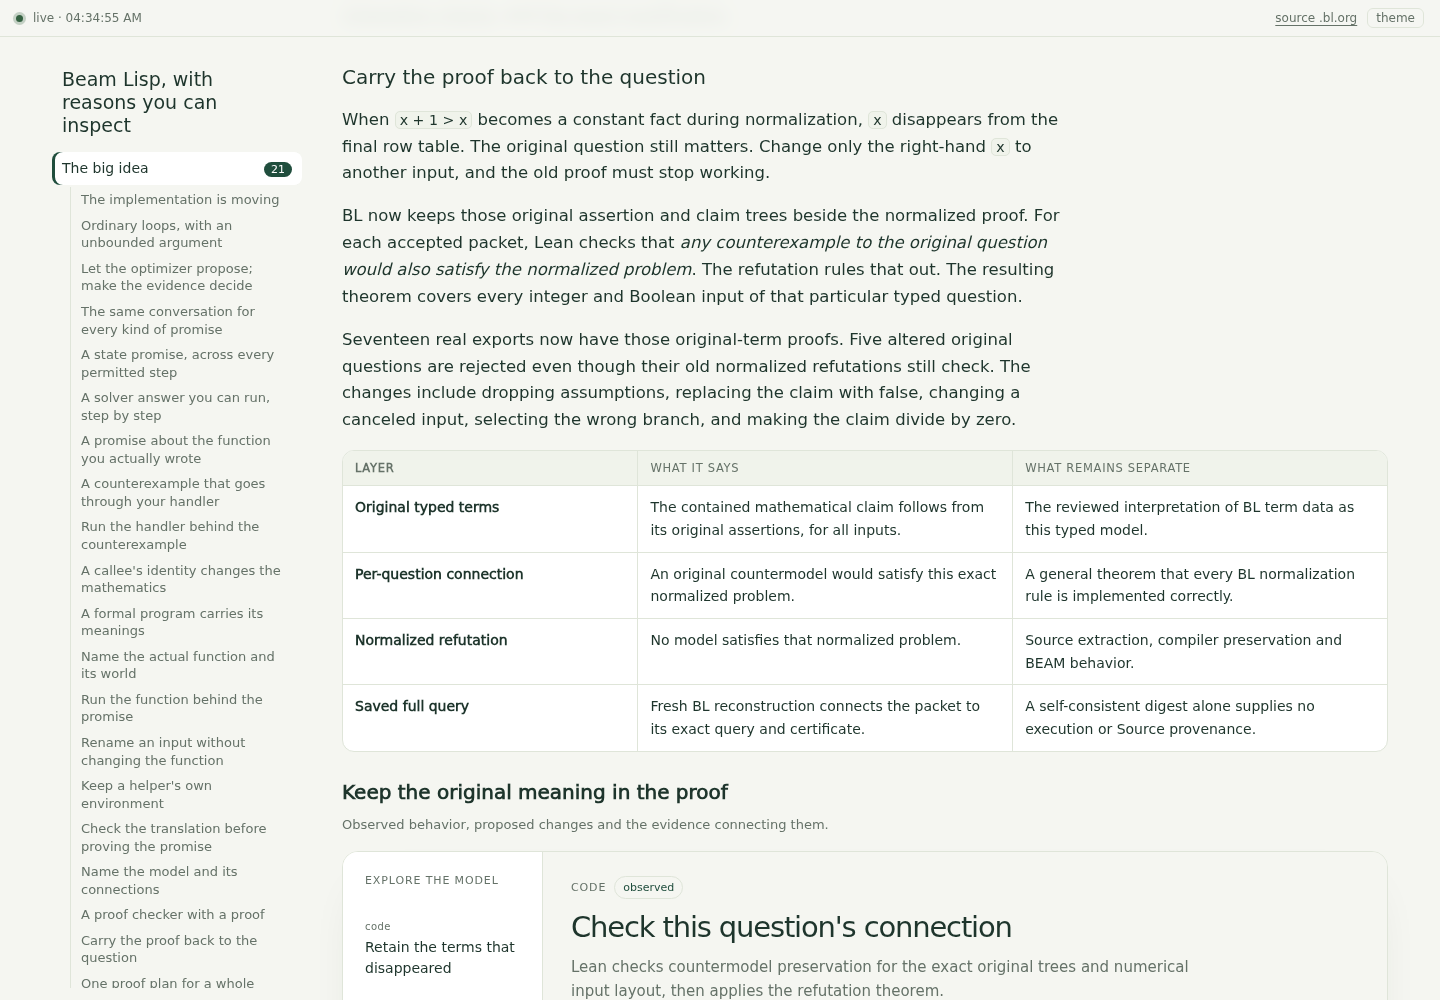 live · 04:34:55 AM
source .bl.org
theme
Beam Lisp, with
reasons you can
inspect
The big idea
21
The implementation is moving
Ordinary loops, with an
unbounded argument
Let the optimizer propose;
make the evidence decide
The same conversation for
every kind of promise
A state promise, across every
permitted step
A solver answer you can run,
step by step
A promise about the function
you actually wrote
A counterexample that goes
through your handler
Run the handler behind the
counterexample
A callee's identity changes the
mathematics
A formal program carries its
meanings
Name the actual function and
its world
Run the function behind the
promise
Rename an input without
changing the function
Keep a helper's own
environment
Check the translation before
proving the promise
Name the model and its
connections
A proof checker with a proof
Carry the proof back to the
question
One proof plan for a whole
Carry the proof back to the question
When x + 1 > x becomes a constant fact during normalization, x disappears from the
final row table. The original question still matters. Change only the right-hand x to
another input, and the old proof must stop working.
BL now keeps those original assertion and claim trees beside the normalized proof. For
each accepted packet, Lean checks that any counterexample to the original question
would also satisfy the normalized problem. The refutation rules that out. The resulting
theorem covers every integer and Boolean input of that particular typed question.
Seventeen real exports now have those original-term proofs. Five altered original
questions are rejected even though their old normalized refutations still check. The
changes include dropping assumptions, replacing the claim with false, changing a
canceled input, selecting the wrong branch, and making the claim divide by zero.
LAYER
WHAT IT SAYS
WHAT REMAINS SEPARATE
Original typed terms
The contained mathematical claim follows from
its original assertions, for all inputs.
The reviewed interpretation of BL term data as
this typed model.
Per-question connection
An original countermodel would satisfy this exact
normalized problem.
A general theorem that every BL normalization
rule is implemented correctly.
Normalized refutation
No model satisfies that normalized problem.
Source extraction, compiler preservation and
BEAM behavior.
Saved full query
Fresh BL reconstruction connects the packet to
its exact query and certificate.
A self-consistent digest alone supplies no
execution or Source provenance.
Keep the original meaning in the proof
Observed behavior, proposed changes and the evidence connecting them.
EXPLORE THE MODEL
code
Retain the terms that
disappeared
CODE
observed
Check this question's connection
Lean checks countermodel preservation for the exact original trees and numerical
input layout, then applies the refutation theorem.